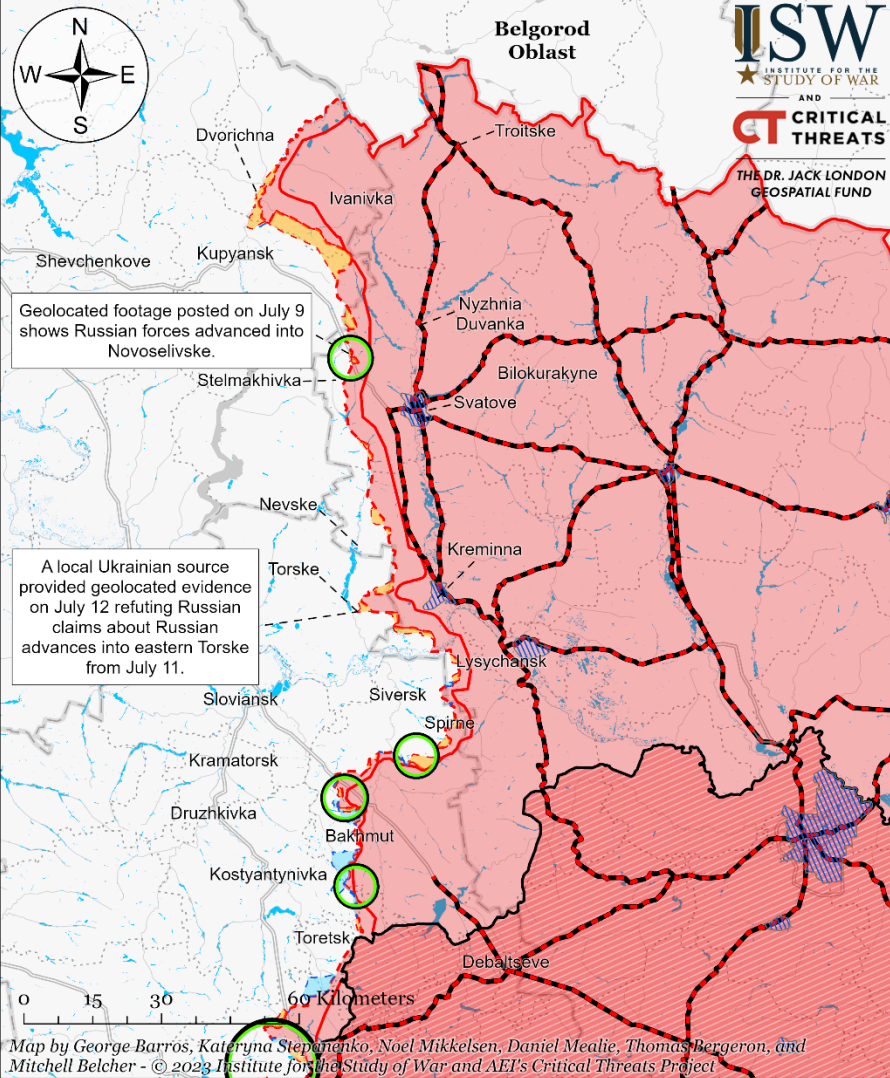 N
W
E
S
Belgorod
Oblast
ISW
INSTITUTE FOR THE
STUDY OF WAR
AND
CT CRITICAL
THREATS
THE DR. JACK LONDON
GEOSPATIAL FUND
Dvorichna
Troitske
Ivanivka
Shevchenkove
Kupyansk
Geolocated footage posted on July 9
shows Russian forces advanced into
Novoselivske.
Nyzhnia
Duvanka
Stelmakhivka
Bilokurakyne
Svatove
Nevske
Kreminna
A local Ukrainian source
provided geolocated evidence
on July 12 refuting Russian
claims about Russian
advances into eastern Torske
from July 11.
Torske
Lysychansk
Sloviansk
Siversk
Spirne
Kramatorsk
Druzhkivka
Bakhmut
Kostyantynivka
Toretsk
Debaltseve
0 15 30 60 Kilometers
Map by George Barros, Kateryna Stepanenko, Noel Mikkelsen, Daniel Mealie, Thomas Bergeron, and
Mitchell Belcher - © 2023 Institute for the Study of War and AEI's Critical Threats Project